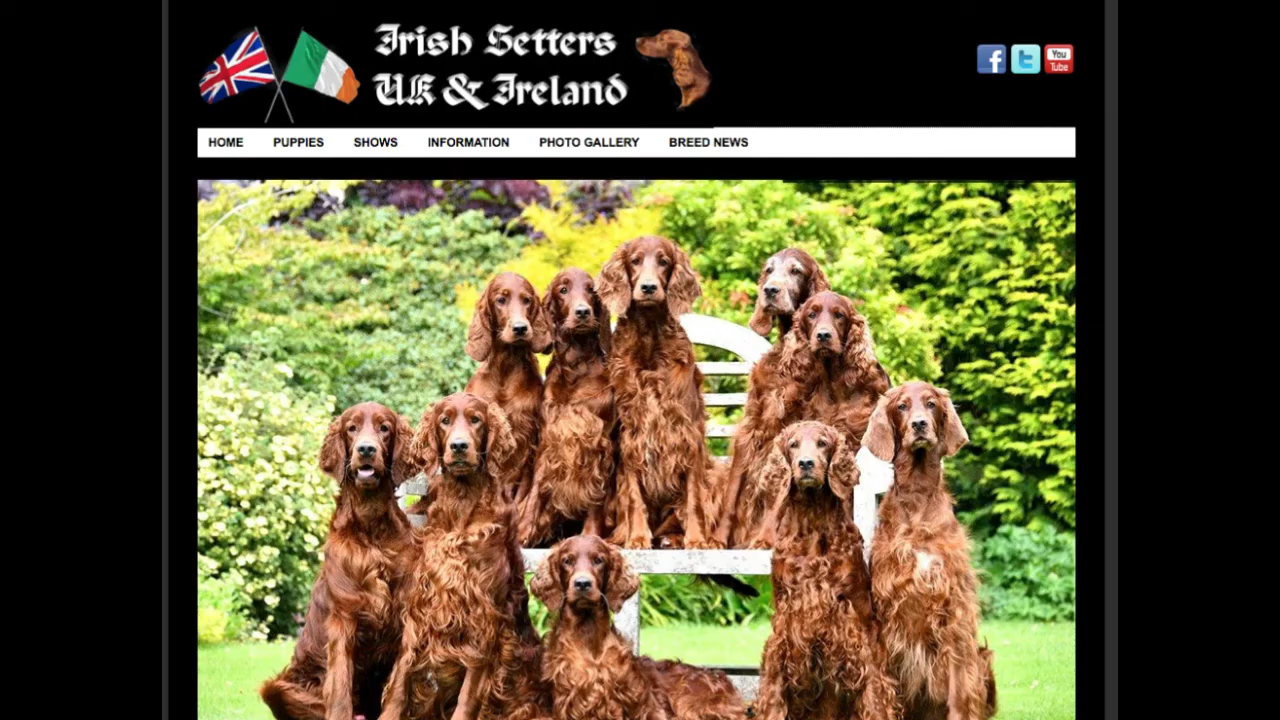 Irish Setters
UK & Ireland
f
t
You
Tube
HOME PUPPIES SHOWS INFORMATION PHOTO GALLERY BREED NEWS